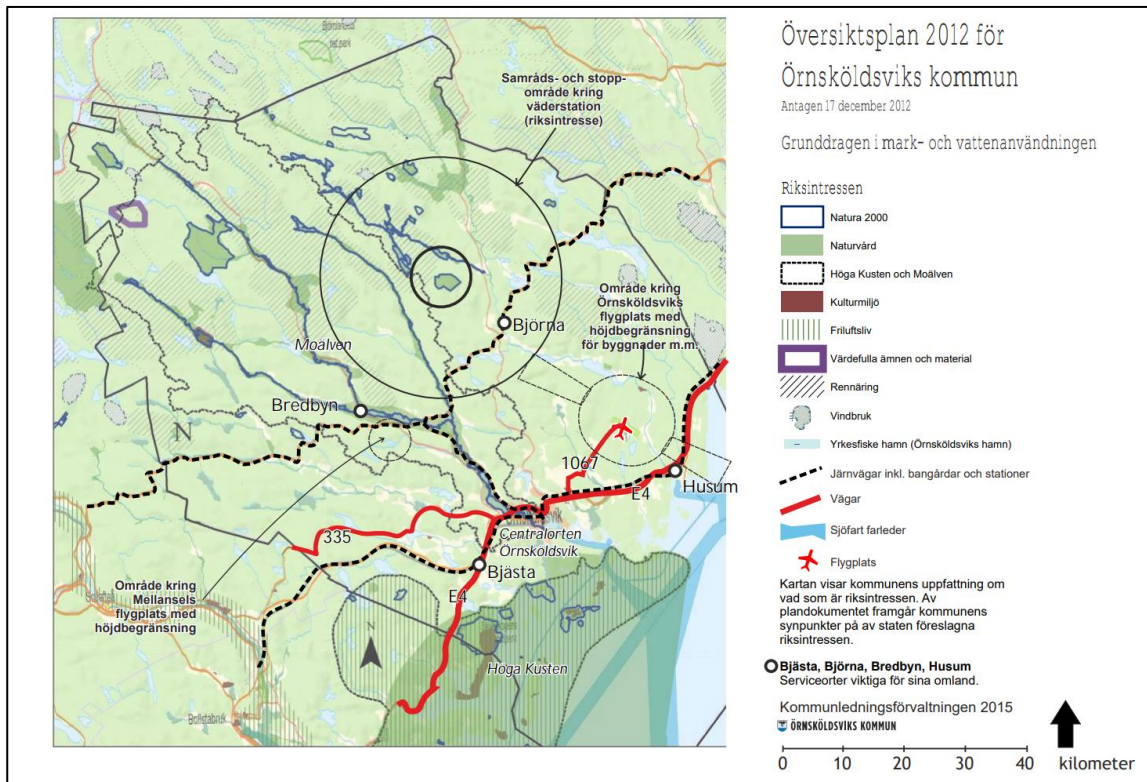 Samråds- och stopp-
område kring
väderstation
(riksintresse)
Område kring
Örnsköldsviks
flygplats med
höjdbegränsning
för byggnader m.m.
Björna
Moälven
Bredbyn
N
1067
E4
Husum
335
Centralorten
Örnsköldsvik
Bjästa
E4
Område kring
Mellansels
flygplats med
höjdbegränsning
N
Höga Kusten
Bollstabruk
Översiktsplan 2012 för
Örnsköldsviks kommun
Antagen 17 december 2012
Grunddragen i mark- och vattenanvändningen
Riksintressen
Natura 2000
Naturvård
Höga Kusten och Moälven
Kulturmiljö
Friluftsliv
Värdefulla ämnen och material
Rennäring
Vindbruk
Yrkesfiske hamn (Örnsköldsviks hamn)
Järnvägar inkl. bangårdar och stationer
Vägar
Sjöfart farleder
Flygplats
Kartan visar kommunens uppfattning om
vad som är riksintressen. Av
plandokumentet framgår kommunens
synpunkter på av staten föreslagna
riksintressen.
Bjästa, Björna, Bredbyn, Husum
Serviceorter viktiga för sina omland.
Kommunledningsförvaltningen 2015
ÖRNSKÖLDSVIKS KOMMUN
0 10 20 30 40
kilometer